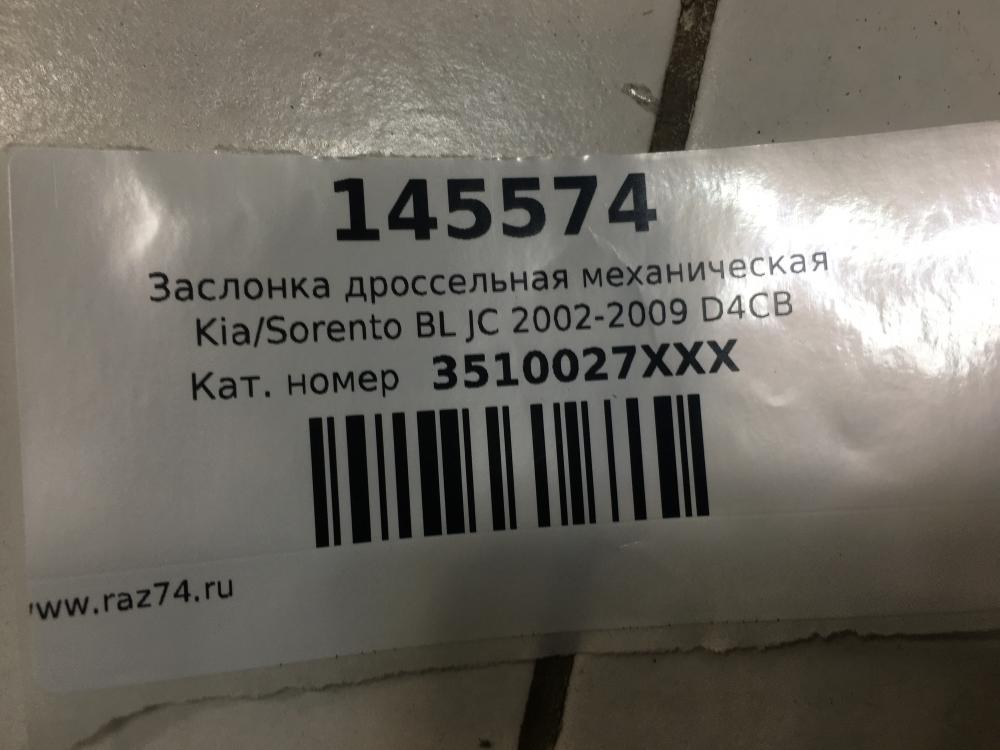 145574
Заслонка дроссельная механическая
Kia/Sorento BL JC 2002-2009 D4CB
Кат. номер 3510027XXX
www.raz74.ru